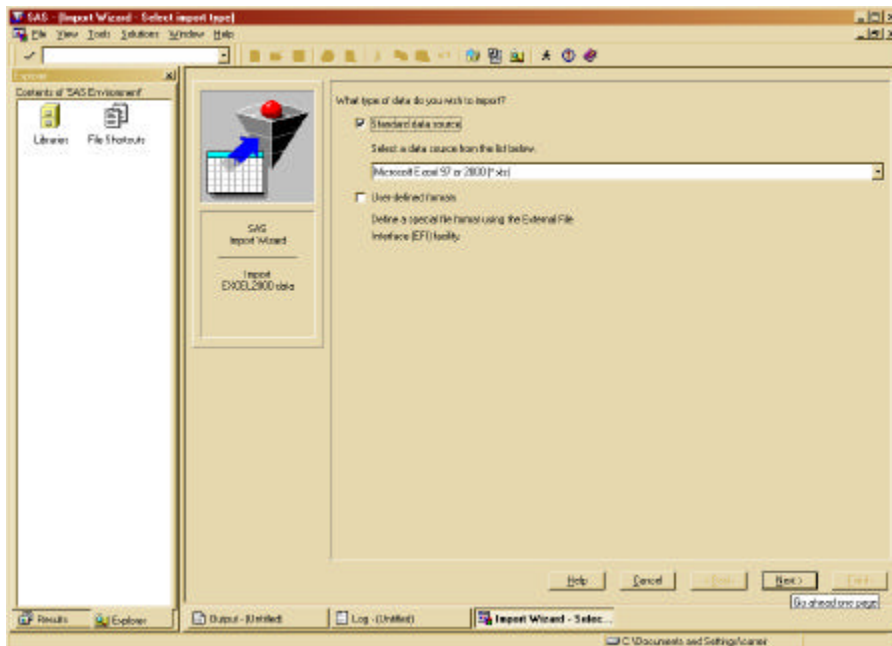 SAS - [Import Wizard - Select import type]
File View Tools Solutions Window Help
Explorer
Contents of 'SAS Environment'
Libraries File Shortcuts
SAS
Import Wizard
Import
EXCEL2000 data
What type of data do you wish to import?
Standard data source
Select a data source from the list below.
Microsoft Excel 97 or 2000 (*.xls)
User-defined formats
Define a special file format using the External File
Interface (EFI) facility.
Help Cancel < Back Next > Finish
Go ahead one page
Results Explorer Output - (Untitled) Log - (Untitled) Import Wizard - Selec...
C:\Documents and Settings\